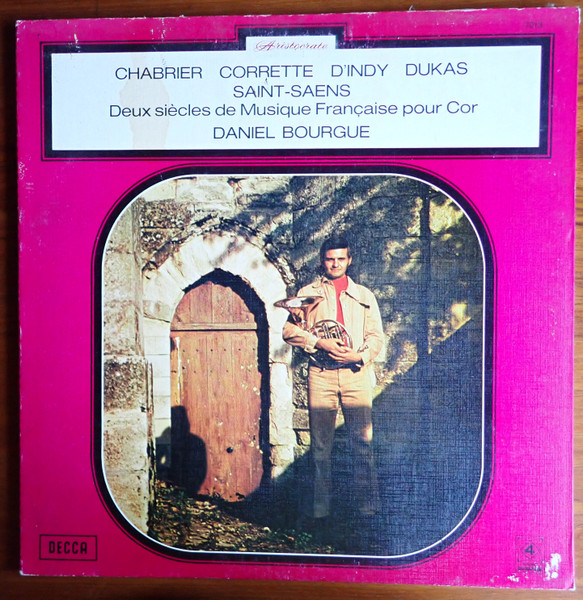 Aristocrate
CHABRIER CORRETTE D'INDY DUKAS
SAINT-SAENS
Deux siècles de Musique Française pour Cor
DANIEL BOURGUE
DECCA
4